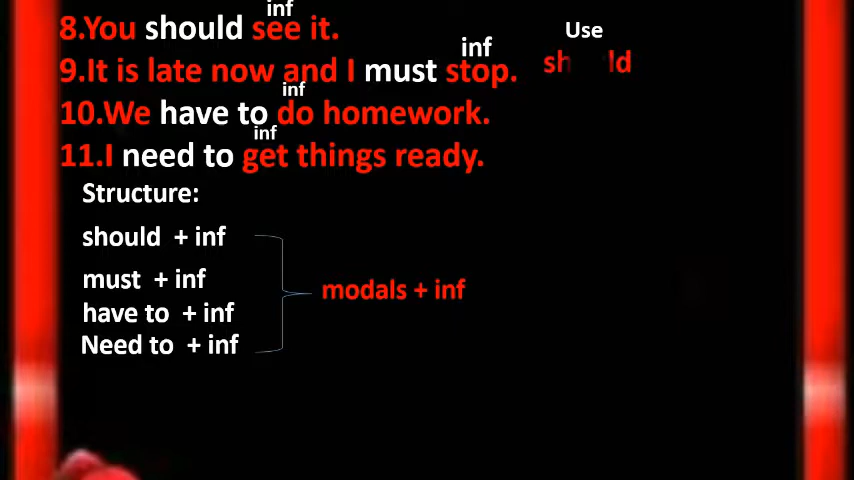 inf
8.You should see it.
inf
9.It is late now and I must stop.
inf
10.We have to do homework.
inf
11.I need to get things ready.
Use
Structure:
should + inf
must + inf
have to + inf
Need to + inf
modals + inf